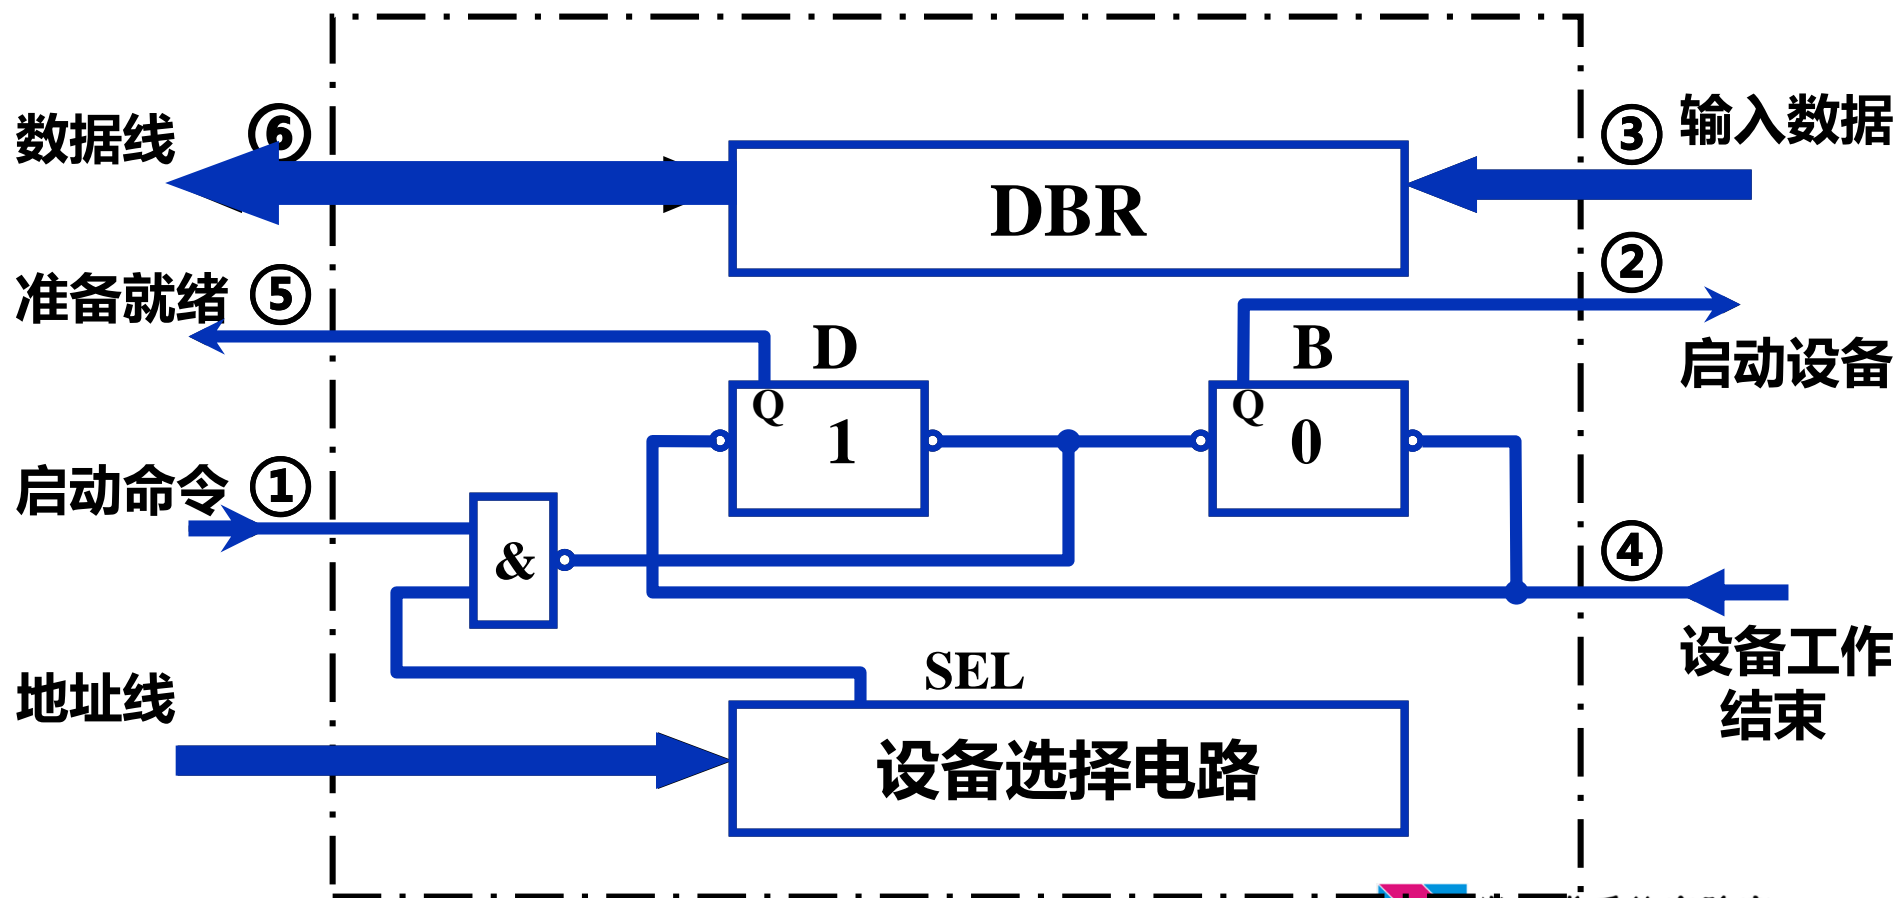 数据线
⑥
③
输入数据
DBR
②
准备就绪
⑤
启动设备
D
B
Q
1
Q
0
启动命令
①
&
④
设备工作
结束
SEL
地址线
设备选择电路